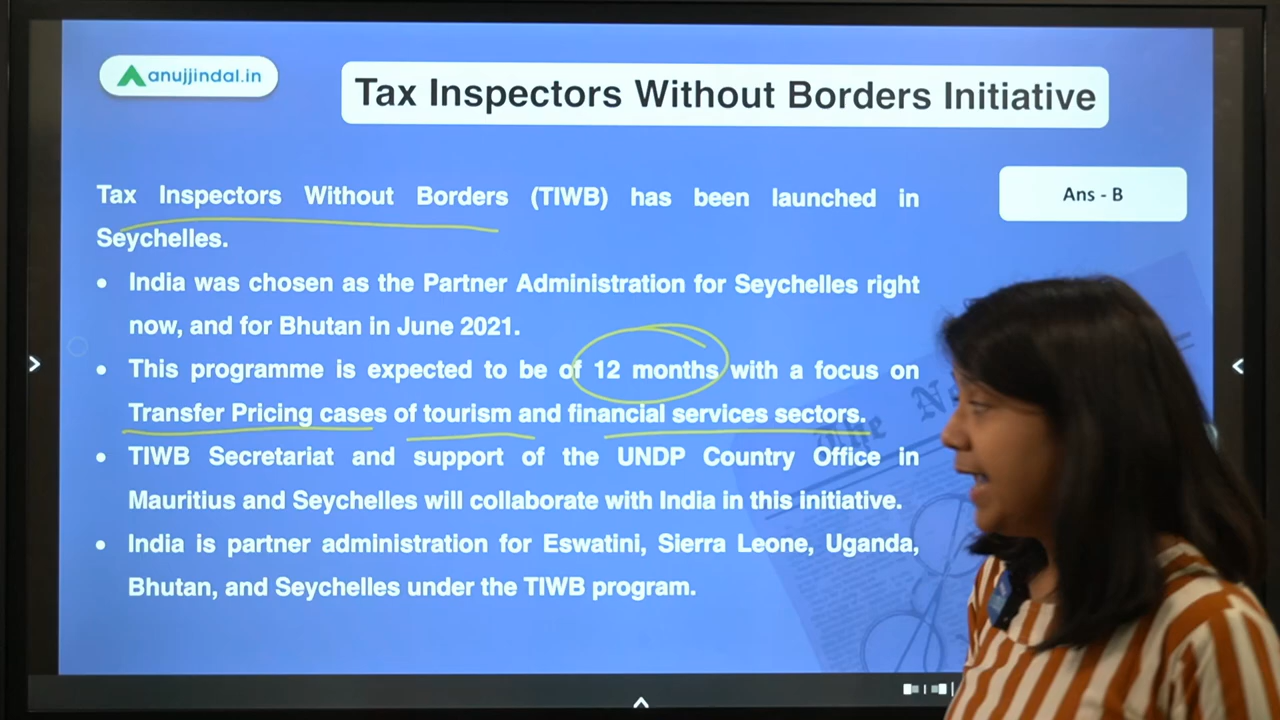 anujjindal.in
Tax Inspectors Without Borders Initiative
Tax Inspectors Without Borders (TIWB) has been launched in
Seychelles.
Ans - B
• India was chosen as the Partner Administration for Seychelles right
now, and for Bhutan in June 2021.
• This programme is expected to be of 12 months with a focus on
Transfer Pricing cases of tourism and financial services sectors.
• TIWB Secretariat and support of the UNDP Country Office in
Mauritius and Seychelles will collaborate with India in this initiative.
• India is partner administration for Eswatini, Sierra Leone, Uganda,
Bhutan, and Seychelles under the TIWB program.
The